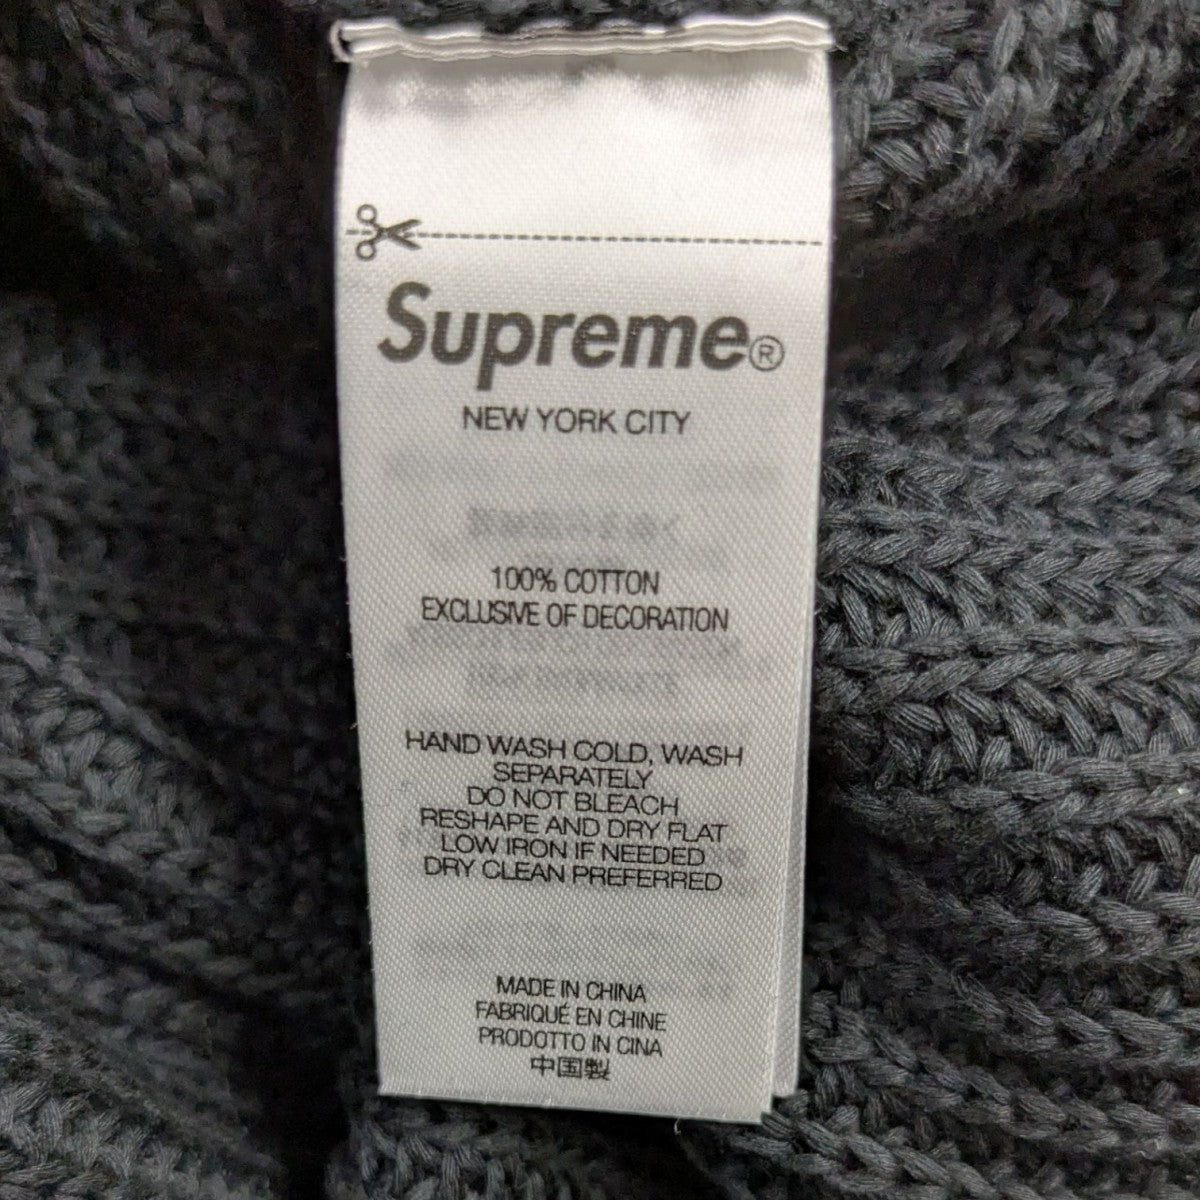 Supreme®
NEW YORK CITY
100% COTTON
EXCLUSIVE OF DECORATION
HAND WASH COLD, WASH
SEPARATELY
DO NOT BLEACH
RESHAPE AND DRY FLAT
LOW IRON IF NEEDED
DRY CLEAN PREFERRED
MADE IN CHINA
FABRIQUÉ EN CHINE
PRODOTTO IN CINA
中国製